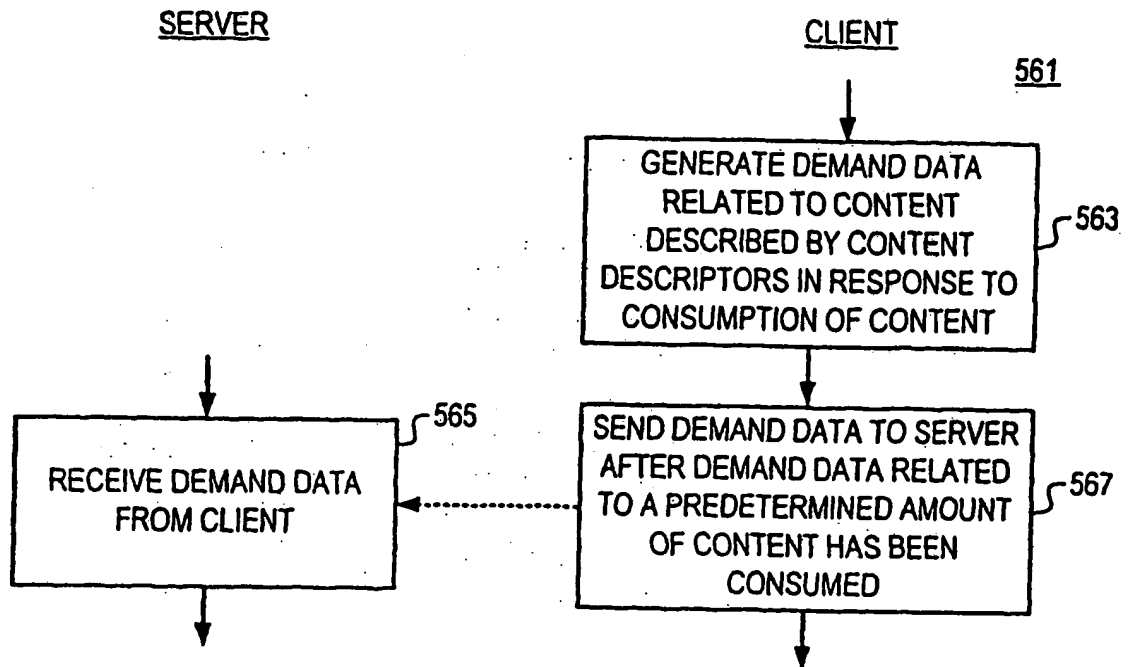 SERVER
CLIENT
561
GENERATE DEMAND DATA
RELATED TO CONTENT
DESCRIBED BY CONTENT
DESCRIPTORS IN RESPONSE TO
CONSUMPTION OF CONTENT
563
565
RECEIVE DEMAND DATA
FROM CLIENT
SEND DEMAND DATA TO SERVER
AFTER DEMAND DATA RELATED
TO A PREDETERMINED AMOUNT
OF CONTENT HAS BEEN
CONSUMED
567